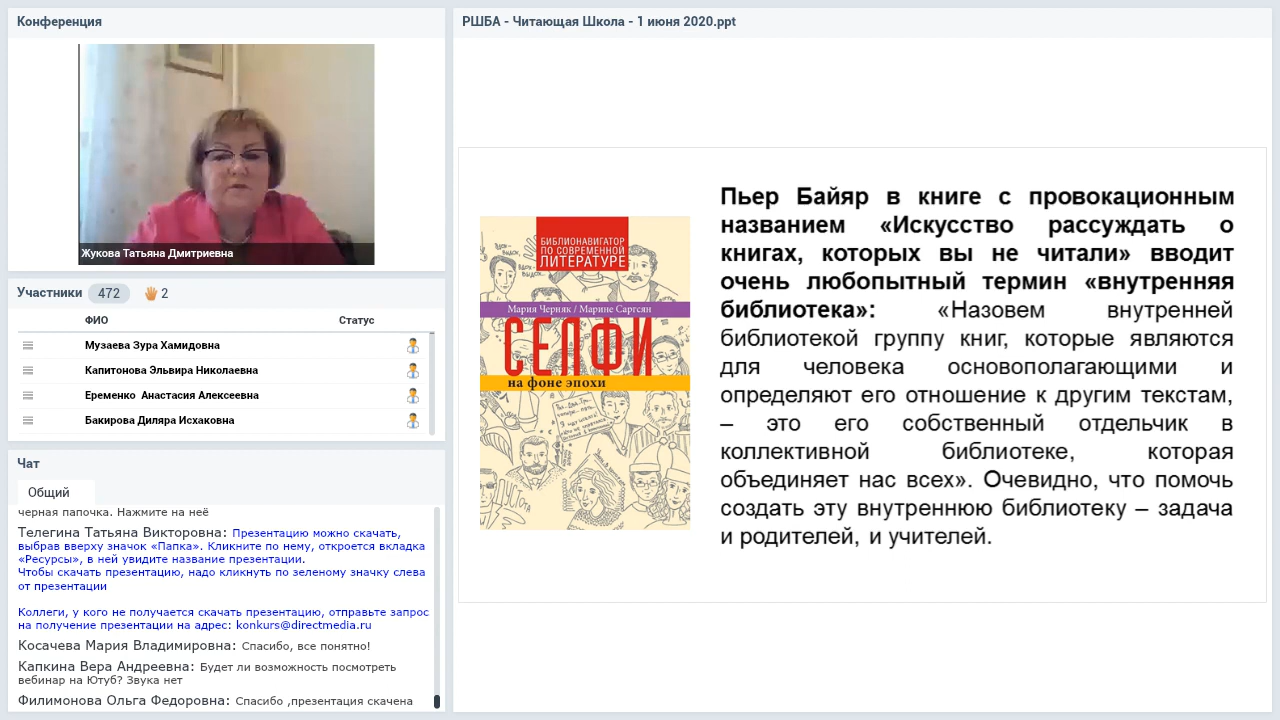 Конференция
Жукова Татьяна Дмитриевна
Участники 472 2
ФИО Статус
Музаева Зура Хамидовна
Капитонова Эльвира Николаевна
Еременко Анастасия Алексеевна
Бакирова Диляра Исхаковна
Чат
Общий
черная папочка. Нажмите на неё
Телегина Татьяна Викторовна: Презентацию можно скачать,
выбрав вверху значок «Папка». Кликните по нему, откроется вкладка
«Ресурсы», в ней увидите название презентации.
Чтобы скачать презентацию, надо кликнуть по зеленому значку слева
от презентации
Коллеги, у кого не получается скачать презентацию, отправьте запрос
на получение презентации на адрес: konkurs@directmedia.ru
Косачева Мария Владимировна: Спасибо, все понятно!
Капкина Вера Андреевна: Будет ли возможность посмотреть
вебинар на Ютуб? Звука нет
Филимонова Ольга Федоровна: Спасибо ,презентация скачена
РШБА - Читающая Школа - 1 июня 2020.ppt
БИБЛИОНАВИГАТОР
ПО СОВРЕМЕННОЙ
ЛИТЕРАТУРЕ
Мария Черняк / Марине Саргсян
СЕЛФИ
на фоне эпохи
Пьер Байяр в книге с провокационным
названием «Искусство рассуждать о
книгах, которых вы не читали» вводит
очень любопытный термин «внутренняя
библиотека»: «Назовем внутренней
библиотекой группу книг, которые являются
для человека основополагающими и
определяют его отношение к другим текстам,
– это его собственный отдельчик в
коллективной библиотеке, которая
объединяет нас всех». Очевидно, что помочь
создать эту внутреннюю библиотеку – задача
и родителей, и учителей.